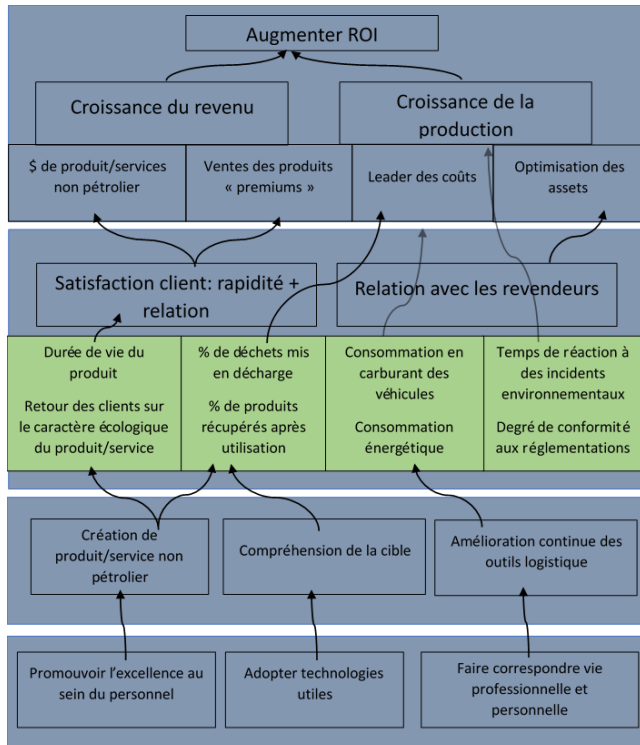 Augmenter ROI
Croissance du revenu
Croissance de la
production
$ de produit/services
non pétrolier
Ventes des produits
« premiums »
Leader des coûts
Optimisation des
assets
Satisfaction client: rapidité +
relation
Relation avec les revendeurs
Durée de vie du
produit
Retour des clients sur
le caractère écologique
du produit/service
% de déchets mis
en décharge
% de produits
récupérés après
utilisation
Consommation en
carburant des
véhicules
Consommation
énergétique
Temps de réaction à
des incidents
environnementaux
Degré de conformité
aux réglementations
Création de
produit/service non
pétrolier
Compréhension de la cible
Amélioration continue des
outils logistique
Promouvoir l’excellence au
sein du personnel
Adopter technologies
utiles
Faire correspondre vie
professionnelle et
personnelle